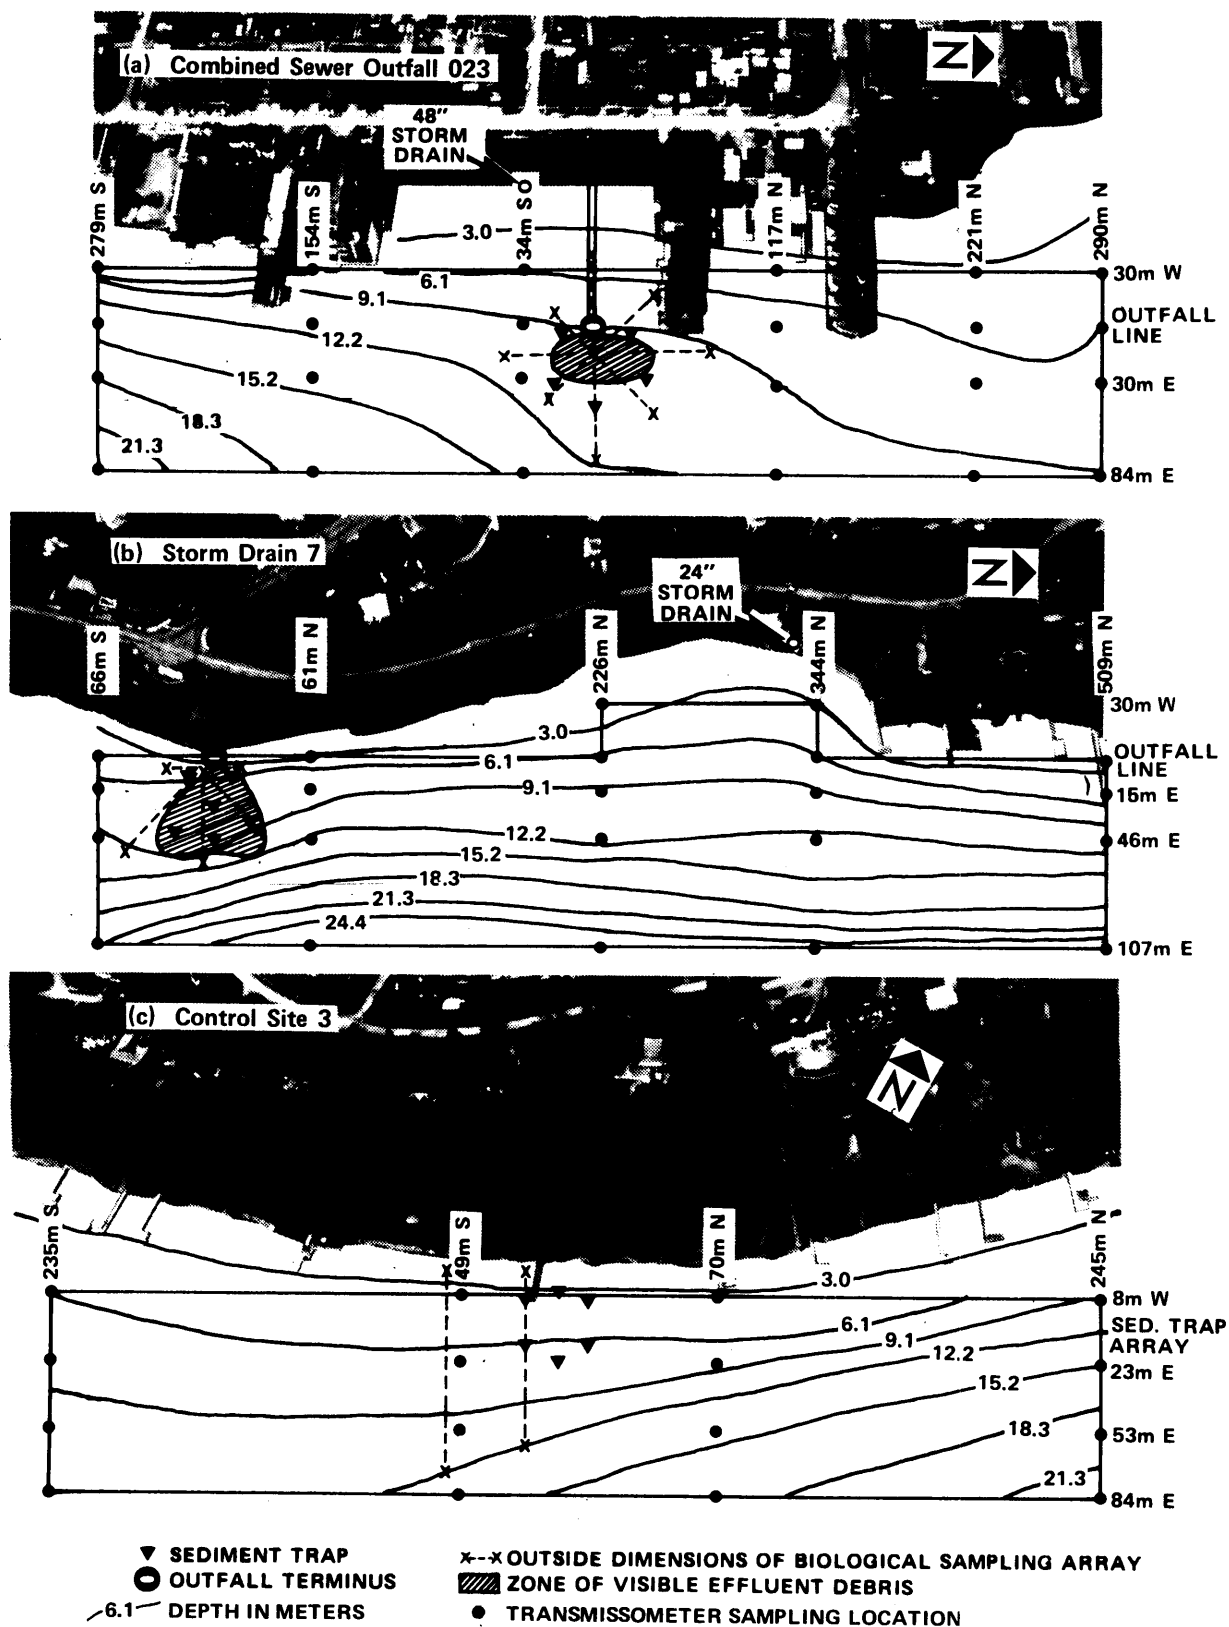 (a) Combined Sewer Outfall 023
N
48"
STORM
DRAIN
279m S
154m S
34m S
117m N
221m N
290m N
3.0
6.1
9.1
12.2
15.2
18.3
21.3
30m W
OUTFALL
LINE
30m E
84m E
(b) Storm Drain 7
N
24"
STORM
DRAIN
66m S
61m N
226m N
344m N
509m N
30m W
3.0
6.1
9.1
12.2
15.2
18.3
21.3
24.4
OUTFALL
LINE
15m E
46m E
107m E
(c) Control Site 3
N
235m S
49m S
70m N
245m N
3.0
6.1
9.1
12.2
15.2
18.3
21.3
8m W
SED. TRAP
ARRAY
23m E
53m E
84m E
SEDIMENT TRAP
OUTFALL TERMINUS
6.1 DEPTH IN METERS
x--x OUTSIDE DIMENSIONS OF BIOLOGICAL SAMPLING ARRAY
ZONE OF VISIBLE EFFLUENT DEBRIS
TRANSMISSOMETER SAMPLING LOCATION